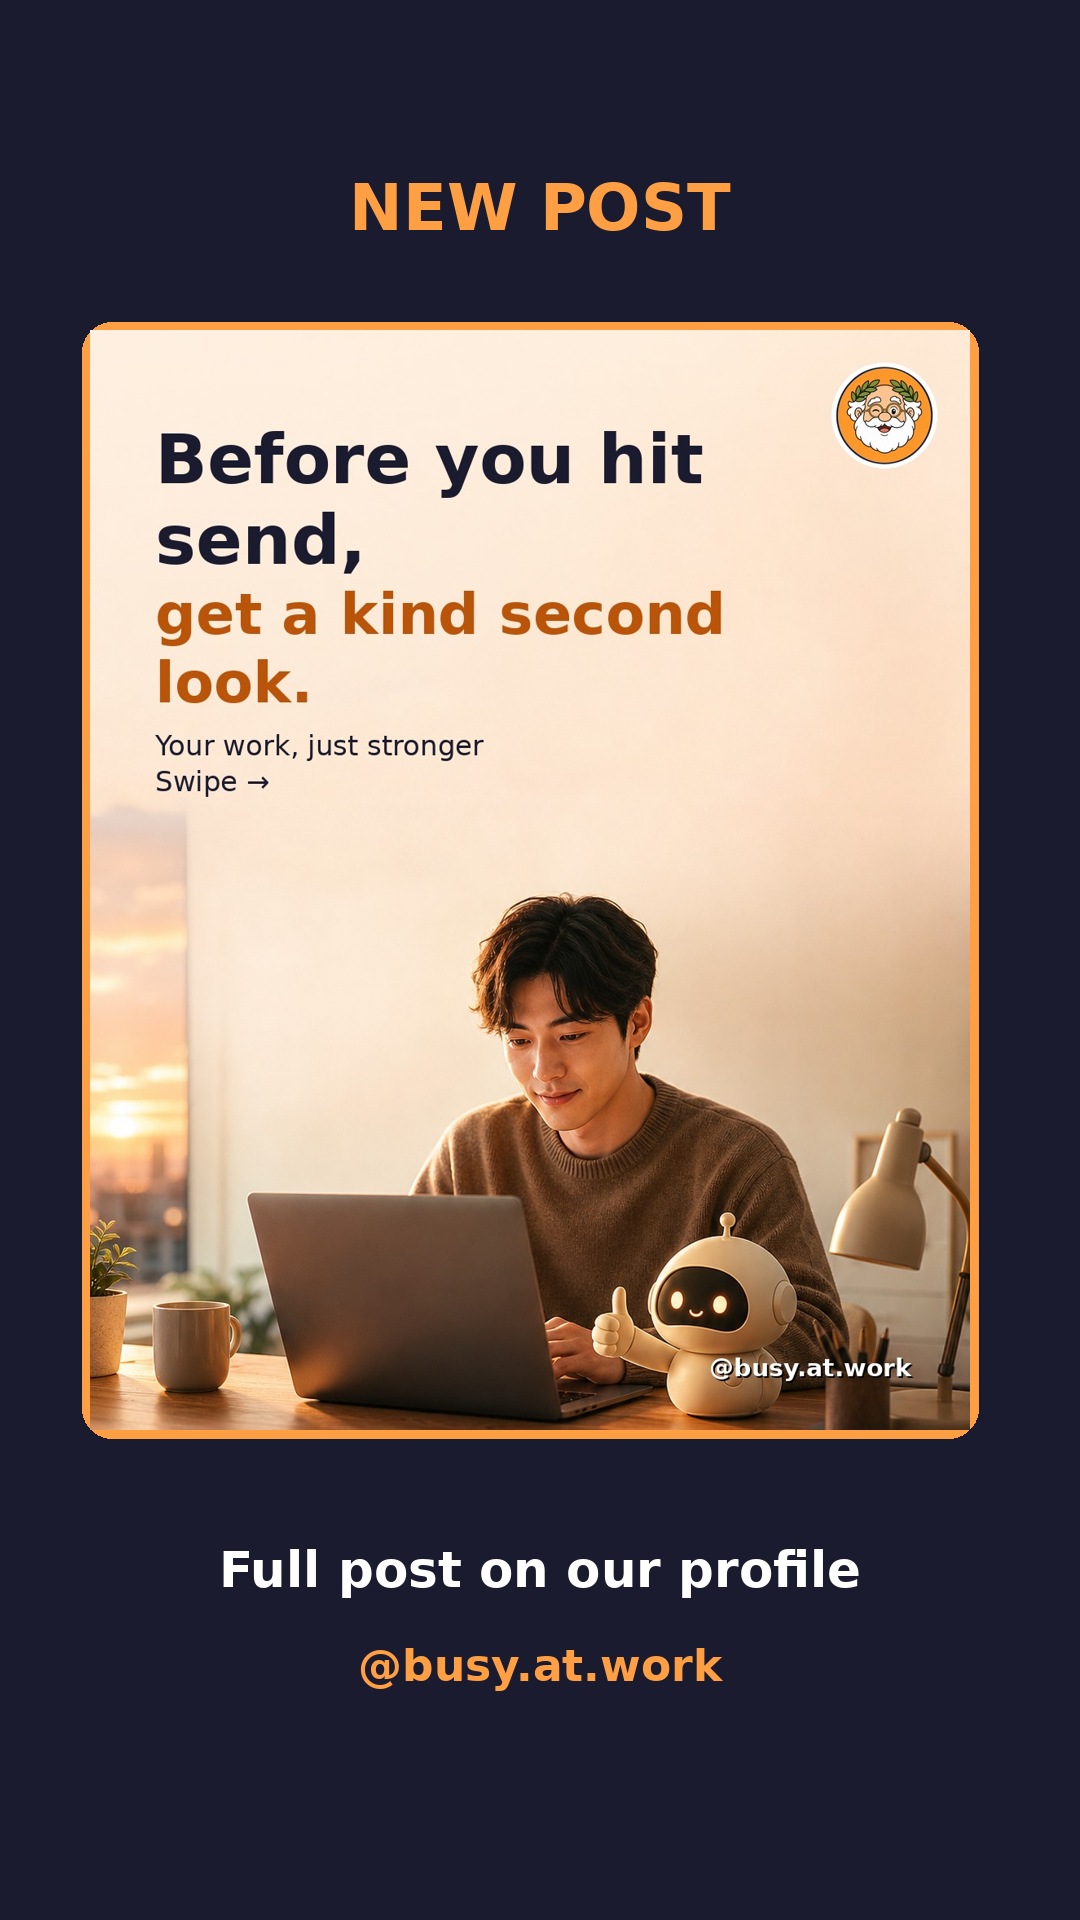 NEW POST
Before you hit
send,
get a kind second
look.
Your work, just stronger
Swipe →
@busy.at.work
Full post on our profile
@busy.at.work